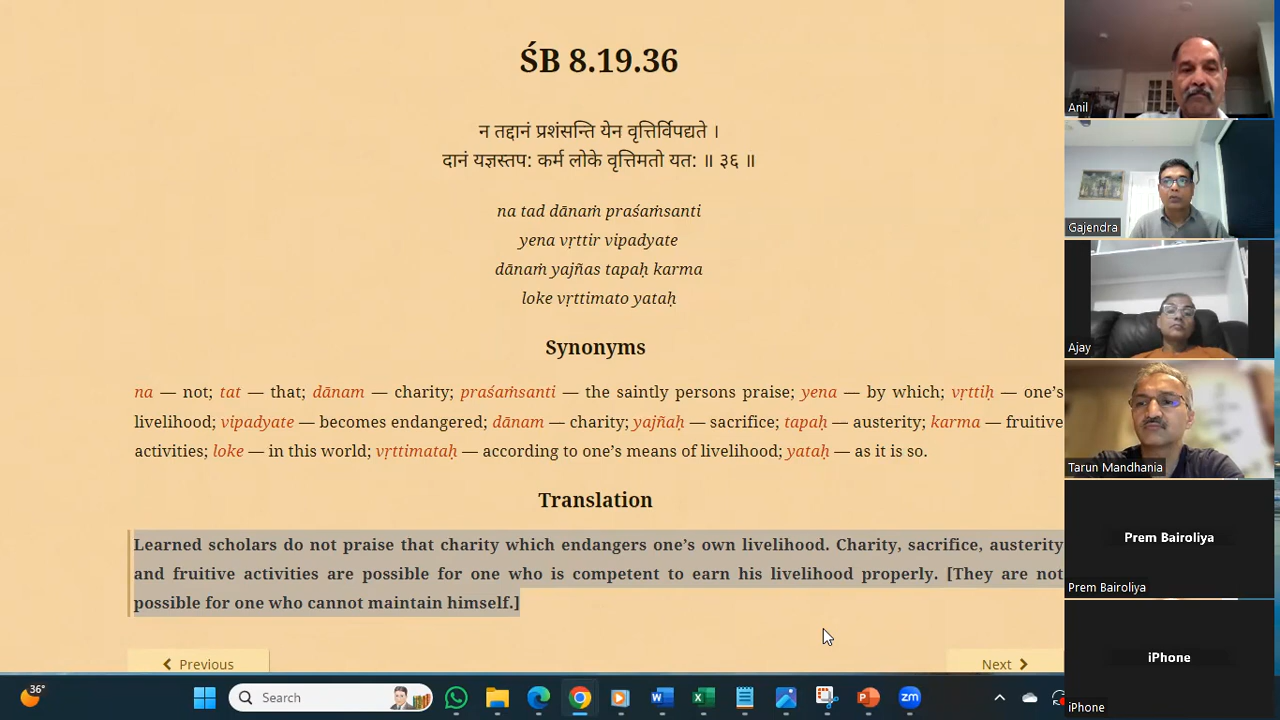 ŚB 8.19.36
न तद्दानं प्रशंसन्ति येन वृत्तिर्विपद्यते ।
दानं यज्ञस्तप: कर्म लोके वृत्तिमतो यत: ॥ ३६ ॥
na tad dānaṁ praśaṁsanti
yena vṛttir vipadyate
dānaṁ yajñas tapaḥ karma
loke vṛttimato yataḥ
Synonyms
na — not; tat — that; dānam — charity; praśaṁsanti — the saintly persons praise; yena — by which; vṛttiḥ — one’s
livelihood; vipadyate — becomes endangered; dānam — charity; yajñaḥ — sacrifice; tapaḥ — austerity; karma — fruitive
activities; loke — in this world; vṛttimataḥ — according to one’s means of livelihood; yataḥ — as it is so.
Translation
Learned scholars do not praise that charity which endangers one’s own livelihood. Charity, sacrifice, austerity
and fruitive activities are possible for one who is competent to earn his livelihood properly. [They are not
possible for one who cannot maintain himself.]
Previous
Next
Anil
Gajendra
Ajay
Tarun Mandhania
Prem Bairoliya
Prem Bairoliya
iPhone
iPhone
36°
Search
zm